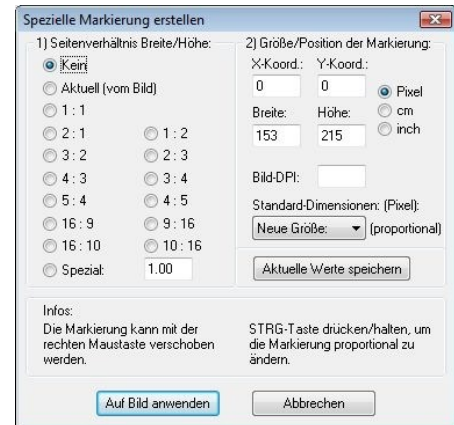 Spezielle Markierung erstellen
1) Seitenverhältnis Breite/Höhe:
Kein
Aktuell (vom Bild)
1 : 1
2 : 1
1 : 2
3 : 2
2 : 3
4 : 3
3 : 4
5 : 4
4 : 5
16 : 9
9 : 16
16 : 10
10 : 16
Spezial:
1.00
2) Größe/Position der Markierung:
X-Koord.: Y-Koord.:
0 0
Pixel
cm
inch
Breite: Höhe:
153 215
Bild-DPI:
Standard-Dimensionen: (Pixel):
Neue Größe: (proportional)
Aktuelle Werte speichern
Infos:
Die Markierung kann mit der
rechten Maustaste verschoben
werden.
STRG-Taste drücken/halten, um
die Markierung proportional zu
ändern.
Auf Bild anwenden
Abbrechen